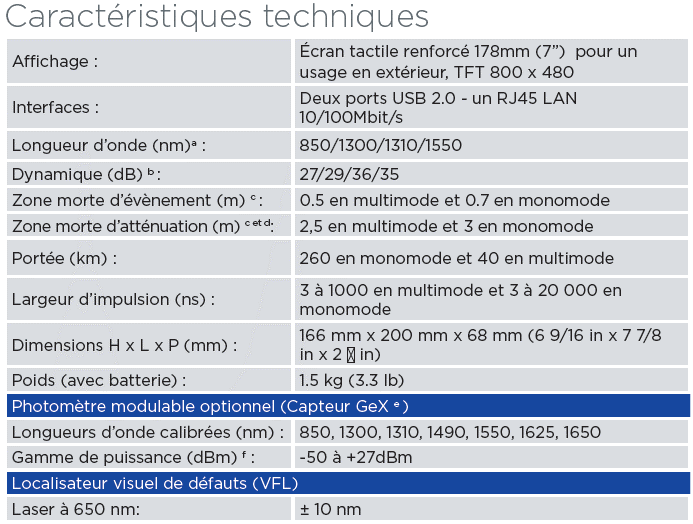 Caractéristiques techniques
Affichage :
Écran tactile renforcé 178mm (7”) pour un
usage en extérieur, TFT 800 x 480
Interfaces :
Deux ports USB 2.0 - un RJ45 LAN
10/100Mbit/s
Longueur d’onde (nm)ᵃ :
850/1300/1310/1550
Dynamique (dB) ᵇ :
27/29/36/35
Zone morte d’évènement (m) ᶜ :
0.5 en multimode et 0.7 en monomode
Zone morte d’atténuation (m) ᶜ ᵉᵗ ᵈ:
2,5 en multimode et 3 en monomode
Portée (km) :
260 en monomode et 40 en multimode
Largeur d’impulsion (ns) :
3 à 1000 en multimode et 3 à 20 000 en
monomode
Dimensions H x L x P (mm) :
166 mm x 200 mm x 68 mm (6 9/16 in x 7 7/8
in x 2 in)
Poids (avec batterie) :
1.5 kg (3.3 lb)
Photomètre modulable optionnel (Capteur GeX ᵉ )
Longueurs d’onde calibrées (nm) :
850, 1300, 1310, 1490, 1550, 1625, 1650
Gamme de puissance (dBm) ᶠ :
-50 à +27dBm
Localisateur visuel de défauts (VFL)
Laser à 650 nm:
± 10 nm